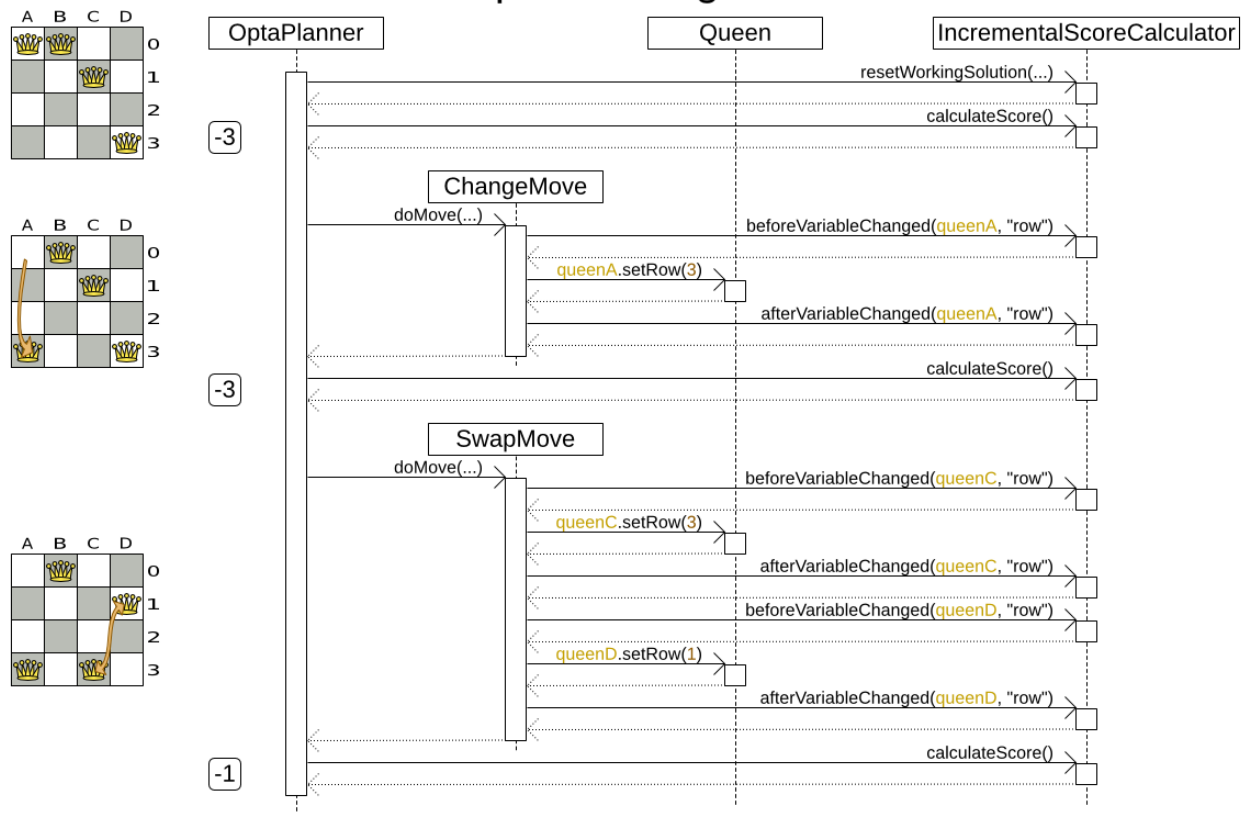 A B C D
OptaPlanner Queen IncrementalScoreCalculator
0
resetWorkingSolution(...)
1
2
calculateScore()
-3
3
ChangeMove
doMove(...)
A B C D
beforeVariableChanged(queenA, "row")
0
queenA.setRow(3)
1
afterVariableChanged(queenA, "row")
2
3
calculateScore()
-3
SwapMove
doMove(...)
beforeVariableChanged(queenC, "row")
queenC.setRow(3)
A B C D
afterVariableChanged(queenC, "row")
0
beforeVariableChanged(queenD, "row")
1
2
queenD.setRow(1)
3
afterVariableChanged(queenD, "row")
calculateScore()
-1